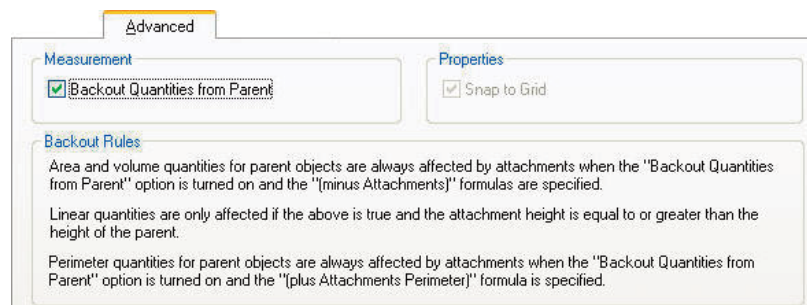 Advanced
Measurement
Backout Quantities from Parent
Properties
Snap to Grid
Backout Rules
Area and volume quantities for parent objects are always affected by attachments when the "Backout Quantities
from Parent" option is turned on and the "(minus Attachments)" formulas are specified.
Linear quantities are only affected if the above is true and the attachment height is equal to or greater than the
height of the parent.
Perimeter quantities for parent objects are always affected by attachments when the "Backout Quantities from
Parent" option is turned on and the "(plus Attachments Perimeter)" formula is specified.